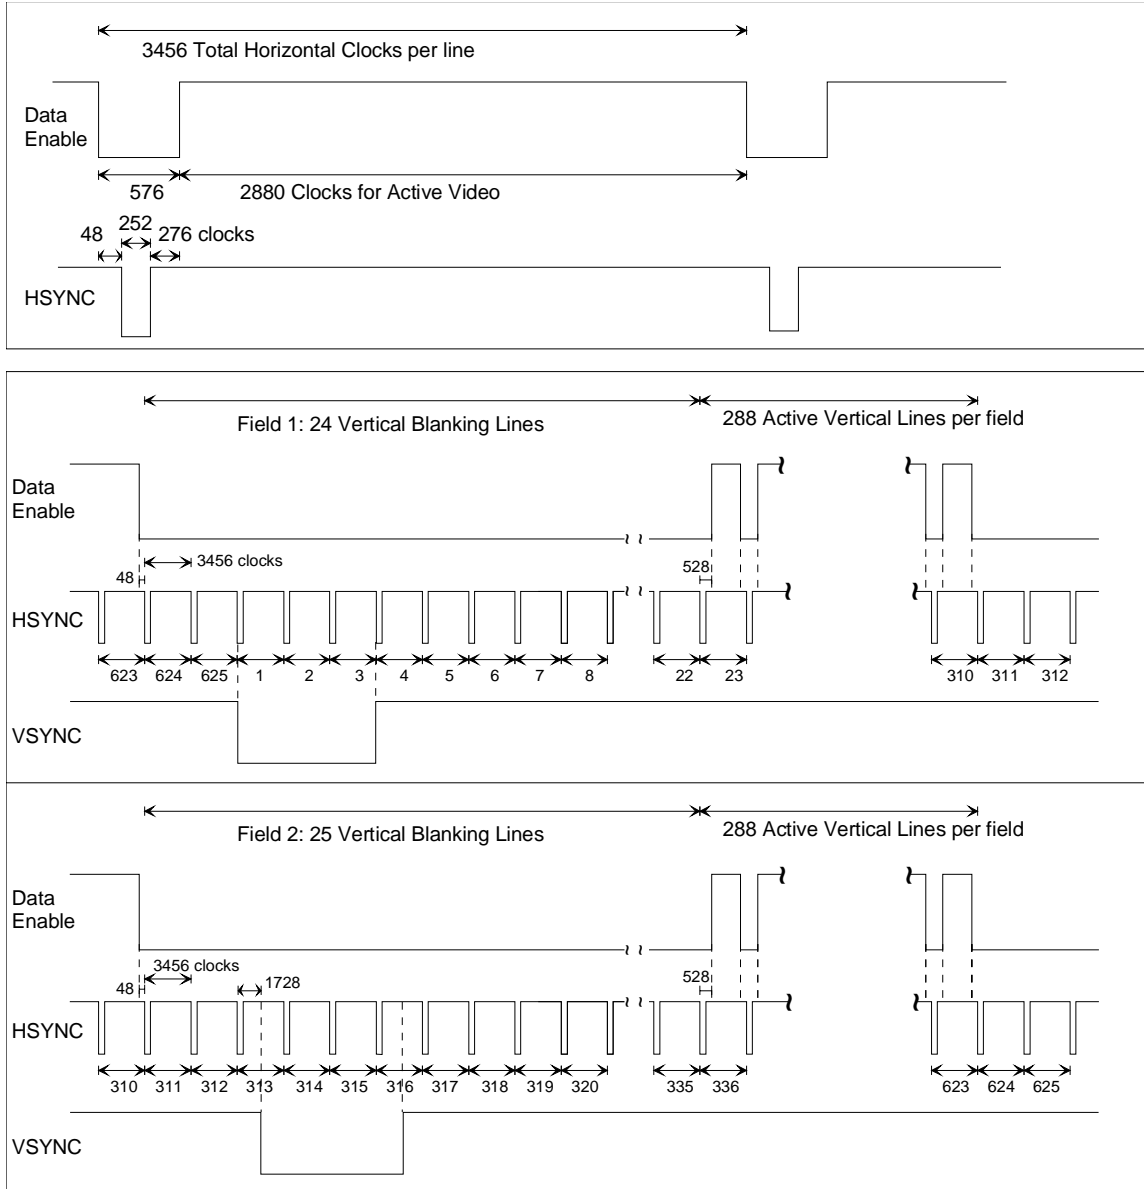 3456 Total Horizontal Clocks per line
Data
Enable
576
2880 Clocks for Active Video
252
48
276 clocks
HSYNC
Field 1: 24 Vertical Blanking Lines
288 Active Vertical Lines per field
Data
Enable
3456 clocks
48
528
HSYNC
623 624 625 1 2 3 4 5 6 7 8 22 23 310 311 312
VSYNC
Field 2: 25 Vertical Blanking Lines
288 Active Vertical Lines per field
Data
Enable
3456 clocks
48
1728
528
HSYNC
310 311 312 313 314 315 316 317 318 319 320 335 336 623 624 625
VSYNC